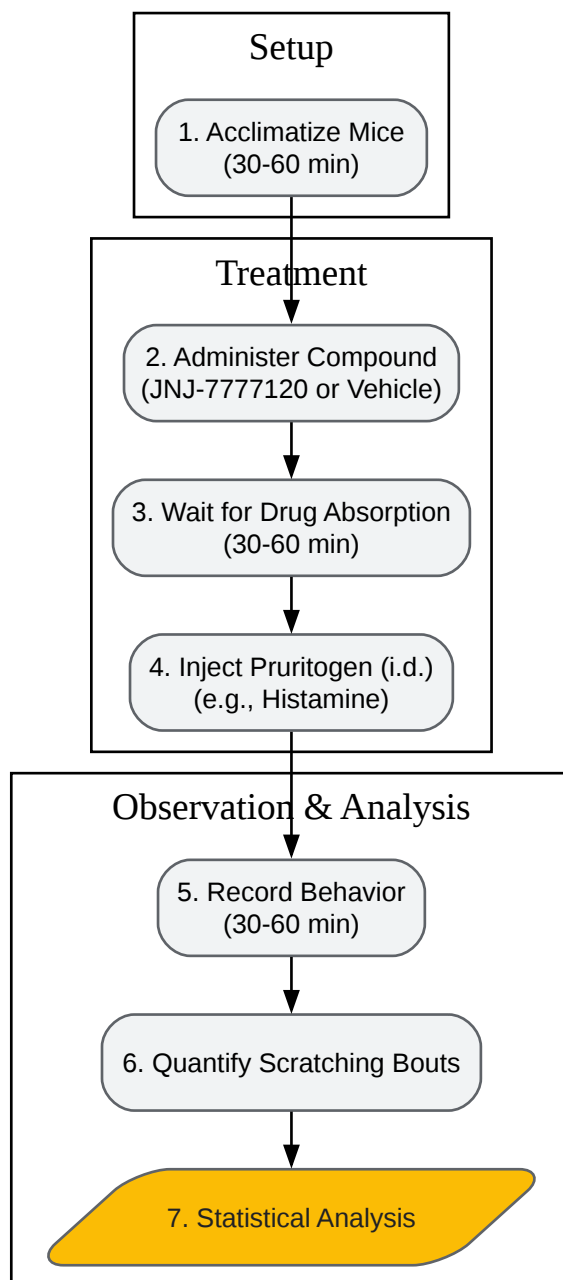 Setup
1. Acclimatize Mice
(30-60 min)
Treatment
2. Administer Compound
(JNJ-7777120 or Vehicle)
3. Wait for Drug Absorption
(30-60 min)
4. Inject Pruritogen (i.d.)
(e.g., Histamine)
Observation & Analysis
5. Record Behavior
(30-60 min)
6. Quantify Scratching Bouts
7. Statistical Analysis